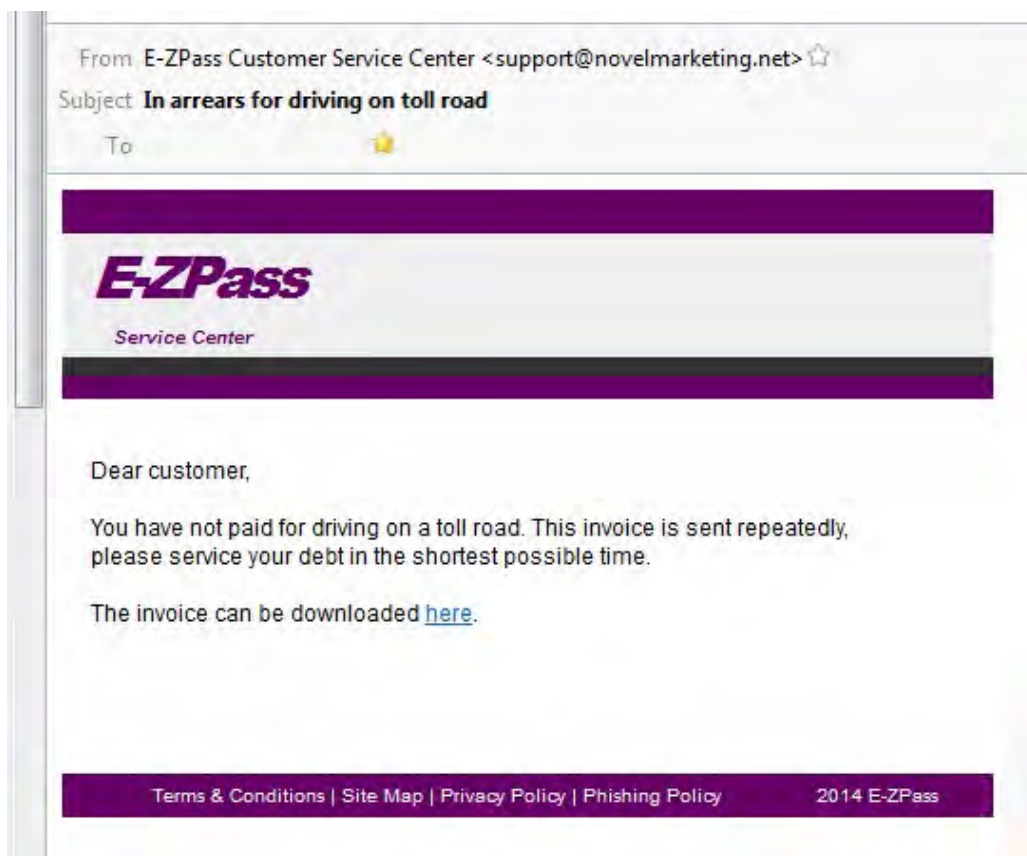 From E-ZPass Customer Service Center <support@novelmarketing.net>
Subject In arrears for driving on toll road
To
E-ZPass
Service Center
Dear customer,
You have not paid for driving on a toll road. This invoice is sent repeatedly,
please service your debt in the shortest possible time.
The invoice can be downloaded here.
Terms & Conditions | Site Map | Privacy Policy | Phishing Policy 2014 E-ZPass